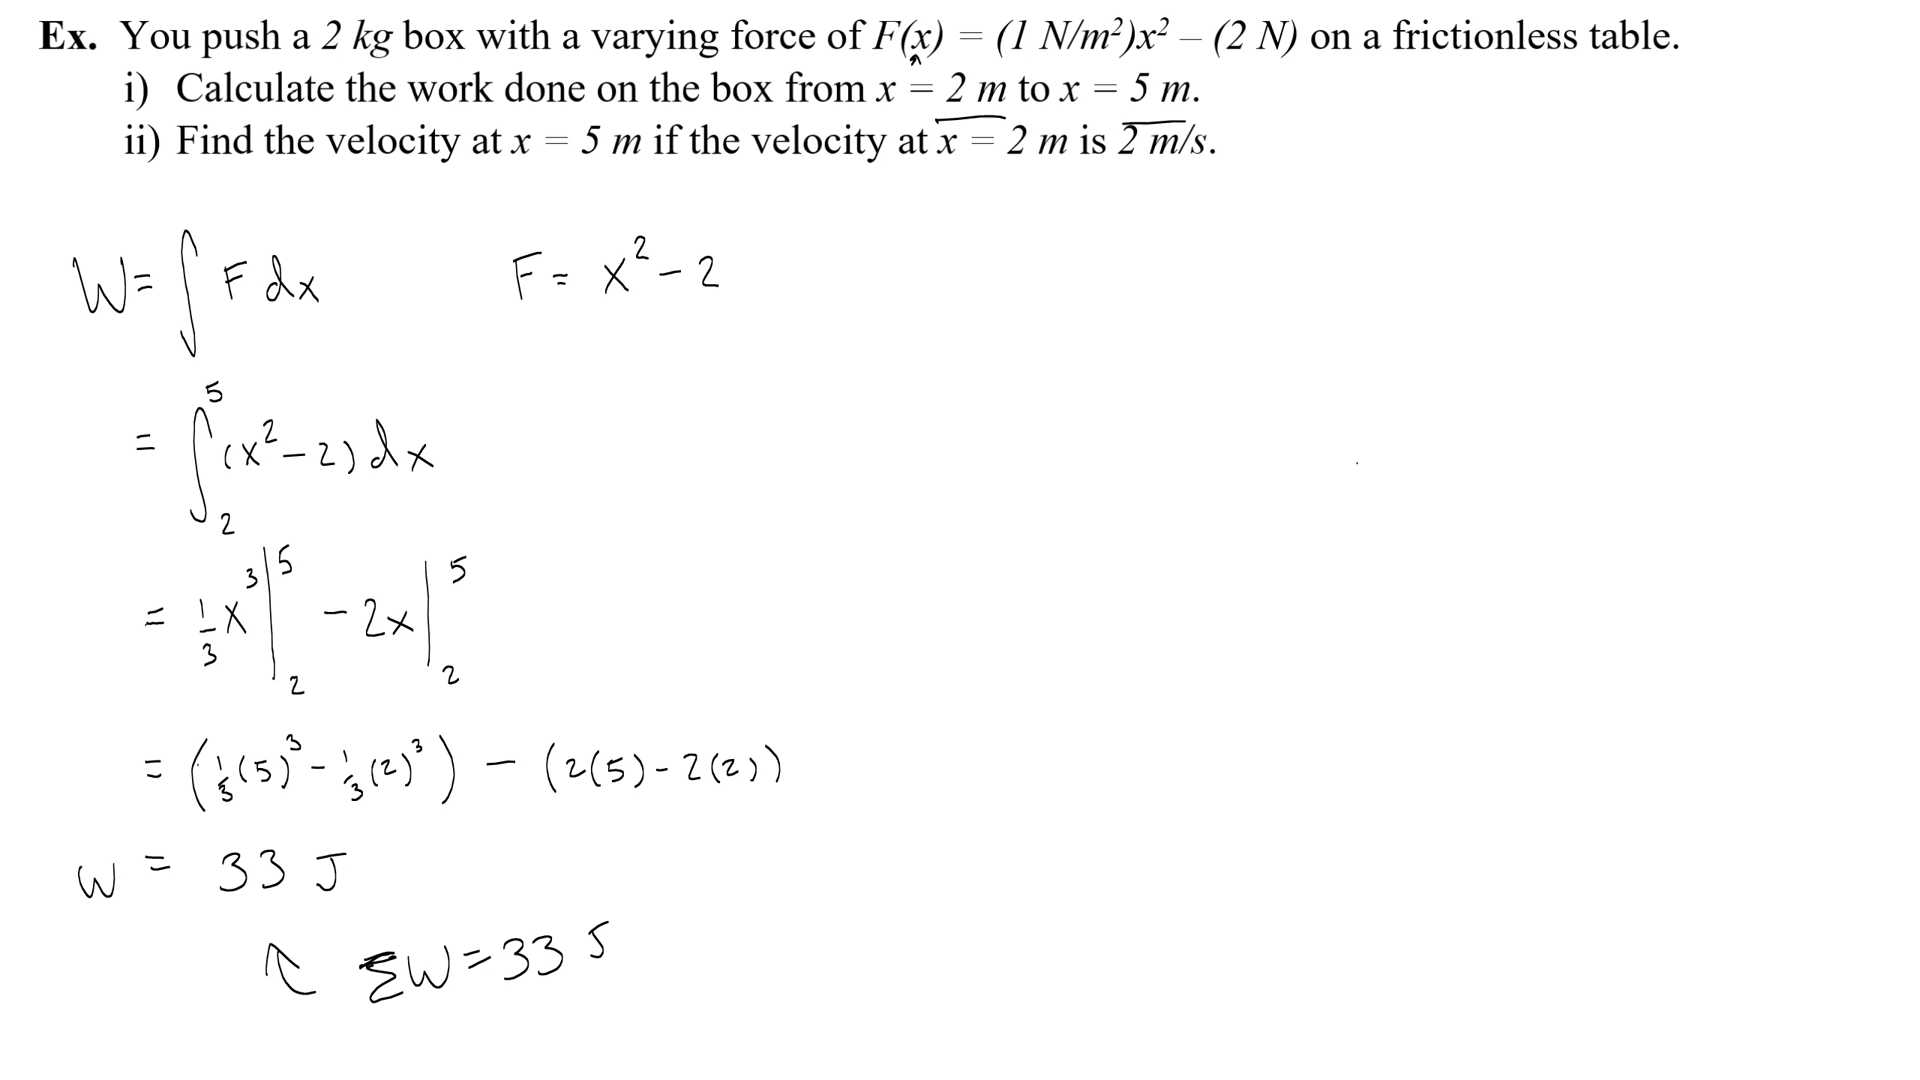 Ex. You push a 2 kg box with a varying force of F(x) = (1 N/m²)x² – (2 N) on a frictionless table.
i) Calculate the work done on the box from x = 2 m to x = 5 m.
ii) Find the velocity at x = 5 m if the velocity at x = 2 m is 2 m/s.
W = ∫ F dx    F = x² - 2
= ∫₂⁵ (x² - 2) dx
= 1/3 x³ |₂⁵ - 2x |₂⁵
= (1/3(5)³ - 1/3(2)³) - (2(5) - 2(2))
W = 33 J
↖ ΣW = 33 J